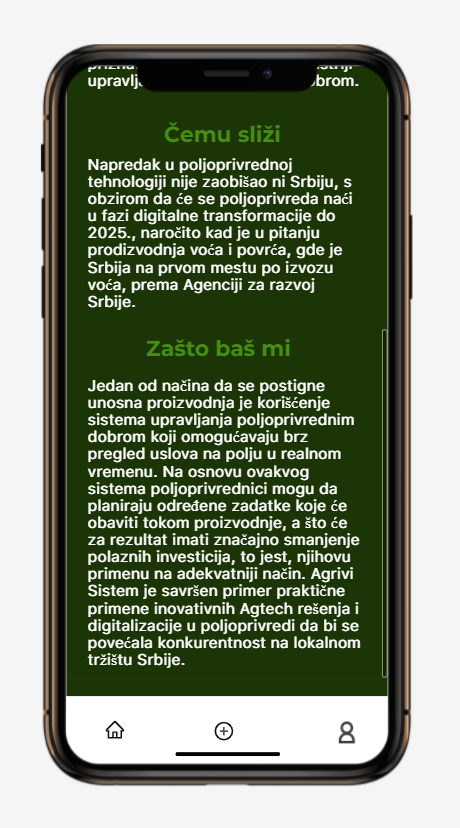 upravlj
obrom.
Čemu sliži
Napredak u poljoprivrednoj
tehnologiji nije zaobišao ni Srbiju, s
obzirom da će se poljoprivreda naći
u fazi digitalne transformacije do
2025., naročito kad je u pitanju
prodizvodnja voća i povrća, gde je
Srbija na prvom mestu po izvozu
voća, prema Agenciji za razvoj
Srbije.
Zašto baš mi
Jedan od načina da se postigne
unosna proizvodnja je korišćenje
sistema upravljanja poljoprivrednim
dobrom koji omogućavaju brz
pregled uslova na polju u realnom
vremenu. Na osnovu ovakvog
sistema poljoprivrednici mogu da
planiraju određene zadatke koje će
obaviti tokom proizvodnje, a što će
za rezultat imati značajno smanjenje
polaznih investicija, to jest, njihovu
primenu na adekvatniji način. Agrivi
Sistem je savršen primer praktične
primene inovativnih Agtech rešenja i
digitalizacije u poljoprivredi da bi se
povećala konkurentnost na lokalnom
tržištu Srbije.